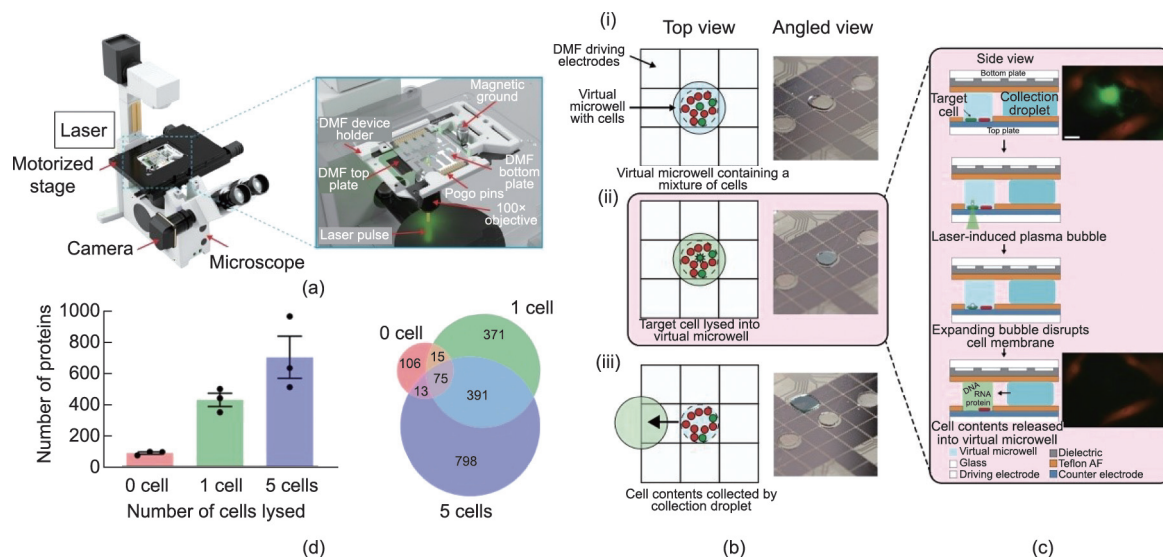 Laser
Motorized
stage
Camera
Microscope
Magnetic
ground
DMF device
holder
DMF top
plate
DMF
bottom
plate
Pogo pins
100×
objective
Laser pulse
(a)
(i)
Top view
Angled view
DMF driving
electrodes
Virtual
microwell
with cells
Virtual microwell containing a
mixture of cells
(ii)
Target cell lysed into
virtual microwell
(iii)
Cell contents collected by
collection droplet
(b)
Side view
Bottom plate
Target
cell
Collection
droplet
Top plate
Laser-induced plasma bubble
Expanding bubble disrupts
cell membrane
DNA
RNA
protein
Cell contents released
into virtual microwell
Virtual microwell
Glass
Driving electrode
Dielectric
Teflon AF
Counter electrode
(c)
Number of proteins
1000
800
600
400
200
0
0 cell
1 cell
5 cells
Number of cells lysed
0 cell
1 cell
371
106
15
75
13
391
798
5 cells
(d)